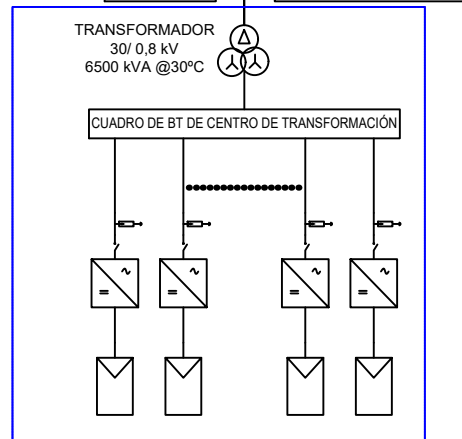 TRANSFORMADOR
30/ 0,8 kV
6500 kVA @30ºC
CUADRO DE BT DE CENTRO DE TRANSFORMACIÓN